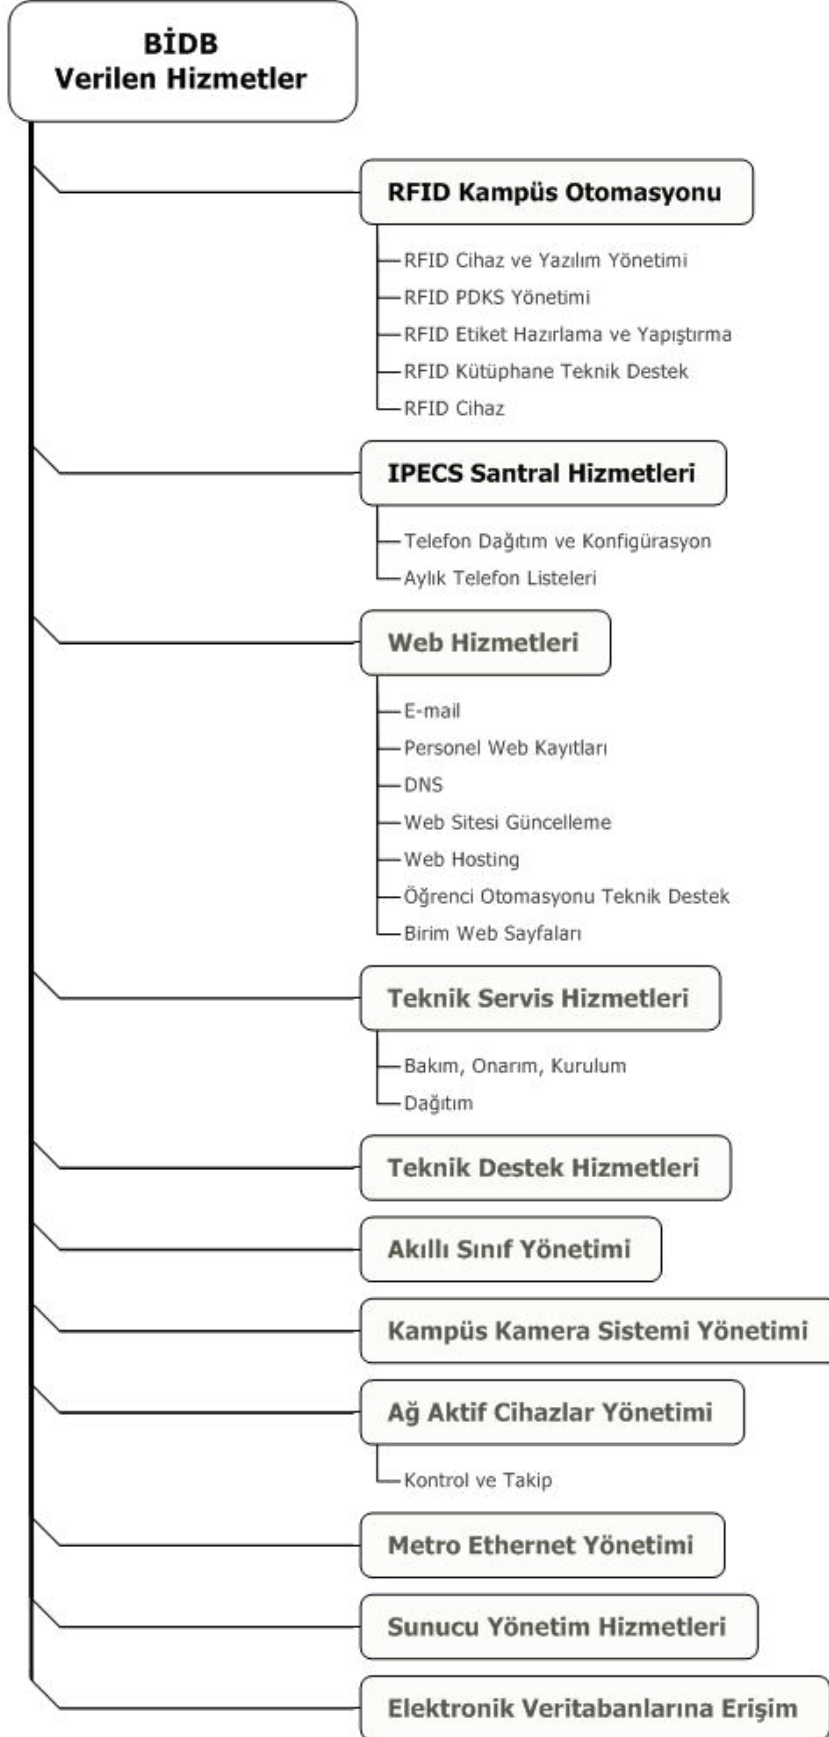 BİDB
Verilen Hizmetler
RFID Kampüs Otomasyonu
RFID Cihaz ve Yazılım Yönetimi
RFID PDKS Yönetimi
RFID Etiket Hazırlama ve Yapıştırma
RFID Kütüphane Teknik Destek
RFID Cihaz
IPECS Santral Hizmetleri
Telefon Dağıtım ve Konfigürasyon
Aylık Telefon Listeleri
Web Hizmetleri
E-mail
Personel Web Kayıtları
DNS
Web Sitesi Güncelleme
Web Hosting
Öğrenci Otomasyonu Teknik Destek
Birim Web Sayfaları
Teknik Servis Hizmetleri
Bakım, Onarım, Kurulum
Dağıtım
Teknik Destek Hizmetleri
Akıllı Sınıf Yönetimi
Kampüs Kamera Sistemi Yönetimi
Ağ Aktif Cihazlar Yönetimi
Kontrol ve Takip
Metro Ethernet Yönetimi
Sunucu Yönetim Hizmetleri
Elektronik Veritabanlarına Erişim